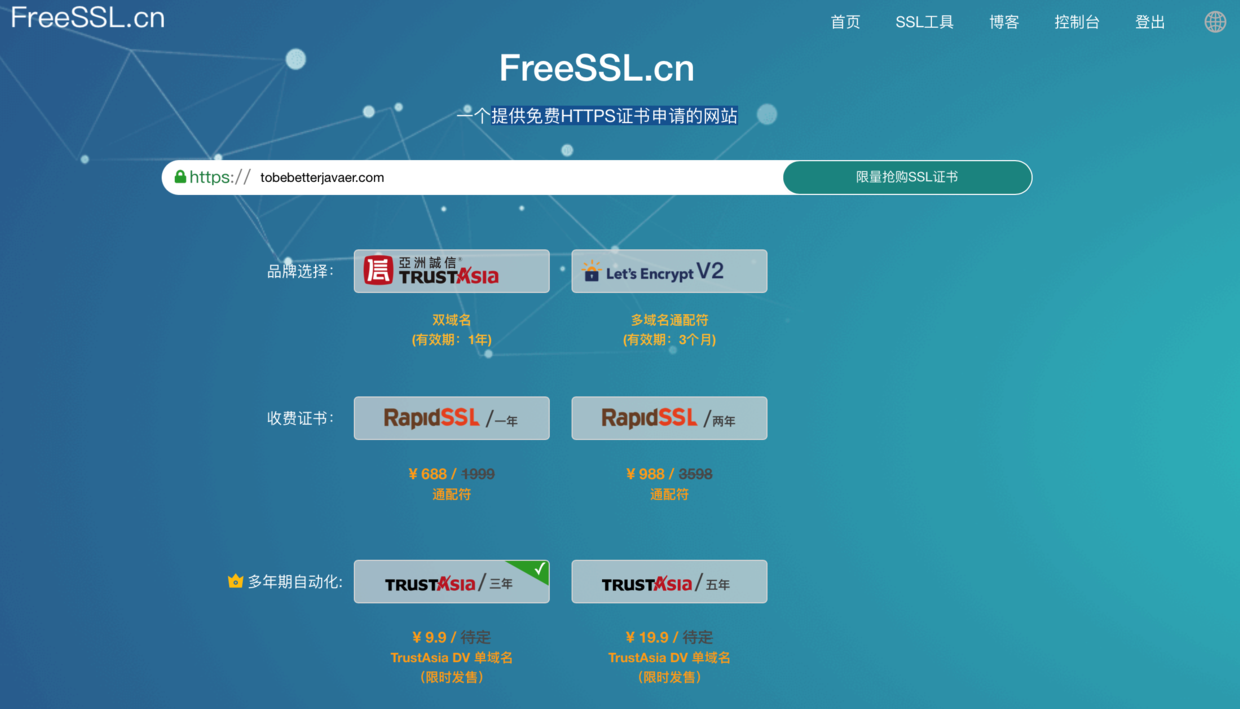 FreeSSL.cn
首页 SSL工具 博客 控制台 登出
FreeSSL.cn
一个提供免费HTTPS证书申请的网站
https:// tobebetterjavaer.com 限量抢购SSL证书
品牌选择： 信 亞洲誠信® TRUSTAsia Let's Encrypt V2
双域名 多域名通配符
(有效期：1年) (有效期：3个月)
收费证书： RapidSSL /一年 RapidSSL /两年
¥ 688 / 1999 ¥ 988 / 3598
通配符 通配符
多年期自动化: TRUSTAsia/三年 TRUSTAsia/五年
¥ 9.9 / 待定 ¥ 19.9 / 待定
TrustAsia DV 单域名 TrustAsia DV 单域名
（限时发售） （限时发售）